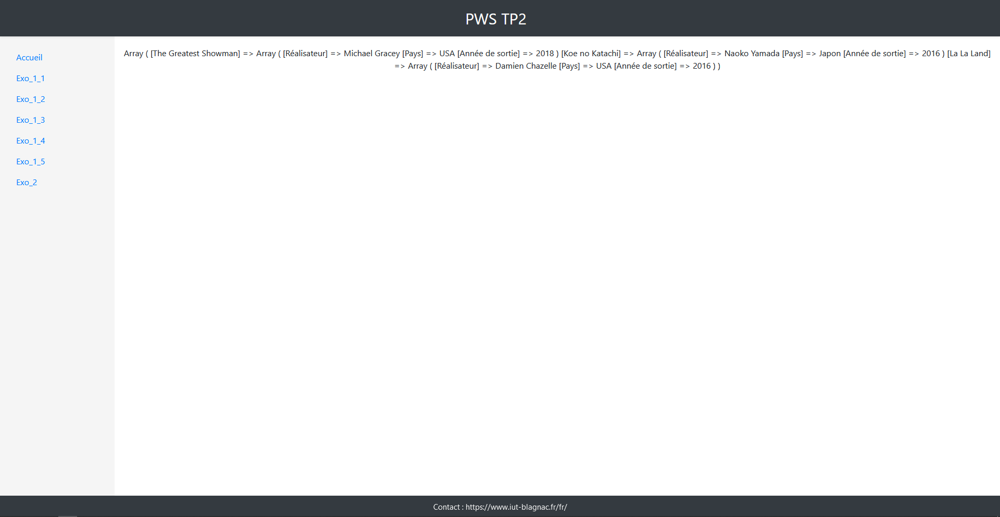 PWS TP2
Accueil
Exo_1_1
Exo_1_2
Exo_1_3
Exo_1_4
Exo_1_5
Exo_2
Array ( [The Greatest Showman] => Array ( [Réalisateur] => Michael Gracey [Pays] => USA [Année de sortie] => 2018 ) [Koe no Katachi] => Array ( [Réalisateur] => Naoko Yamada [Pays] => Japon [Année de sortie] => 2016 ) [La La Land]
=> Array ( [Réalisateur] => Damien Chazelle [Pays] => USA [Année de sortie] => 2016 ) )
Contact : https://www.iut-blagnac.fr/fr/